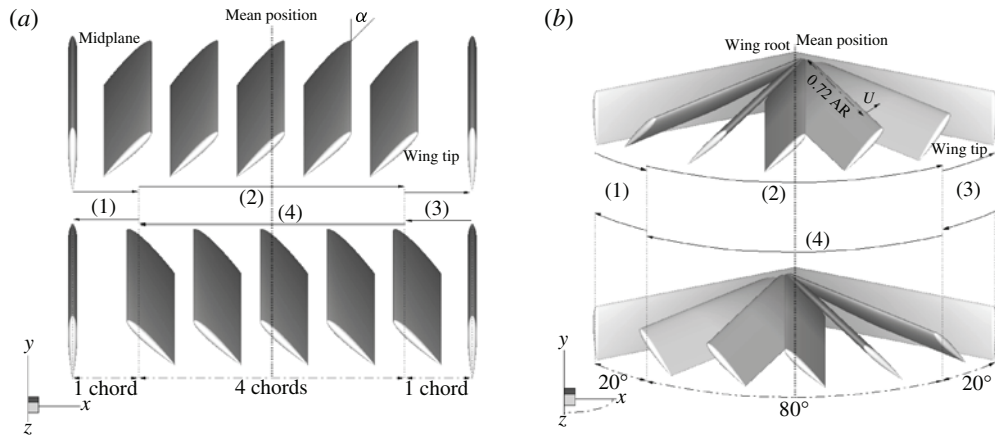 (a)
Midplane
Mean position
α
Wing tip
(1)
(2)
(4)
(3)
y
x
z
1 chord
4 chords
1 chord
(b)
Wing root
Mean position
0.72 AR
U
Wing tip
(1)
(2)
(3)
(4)
y
x
z
20°
80°
20°